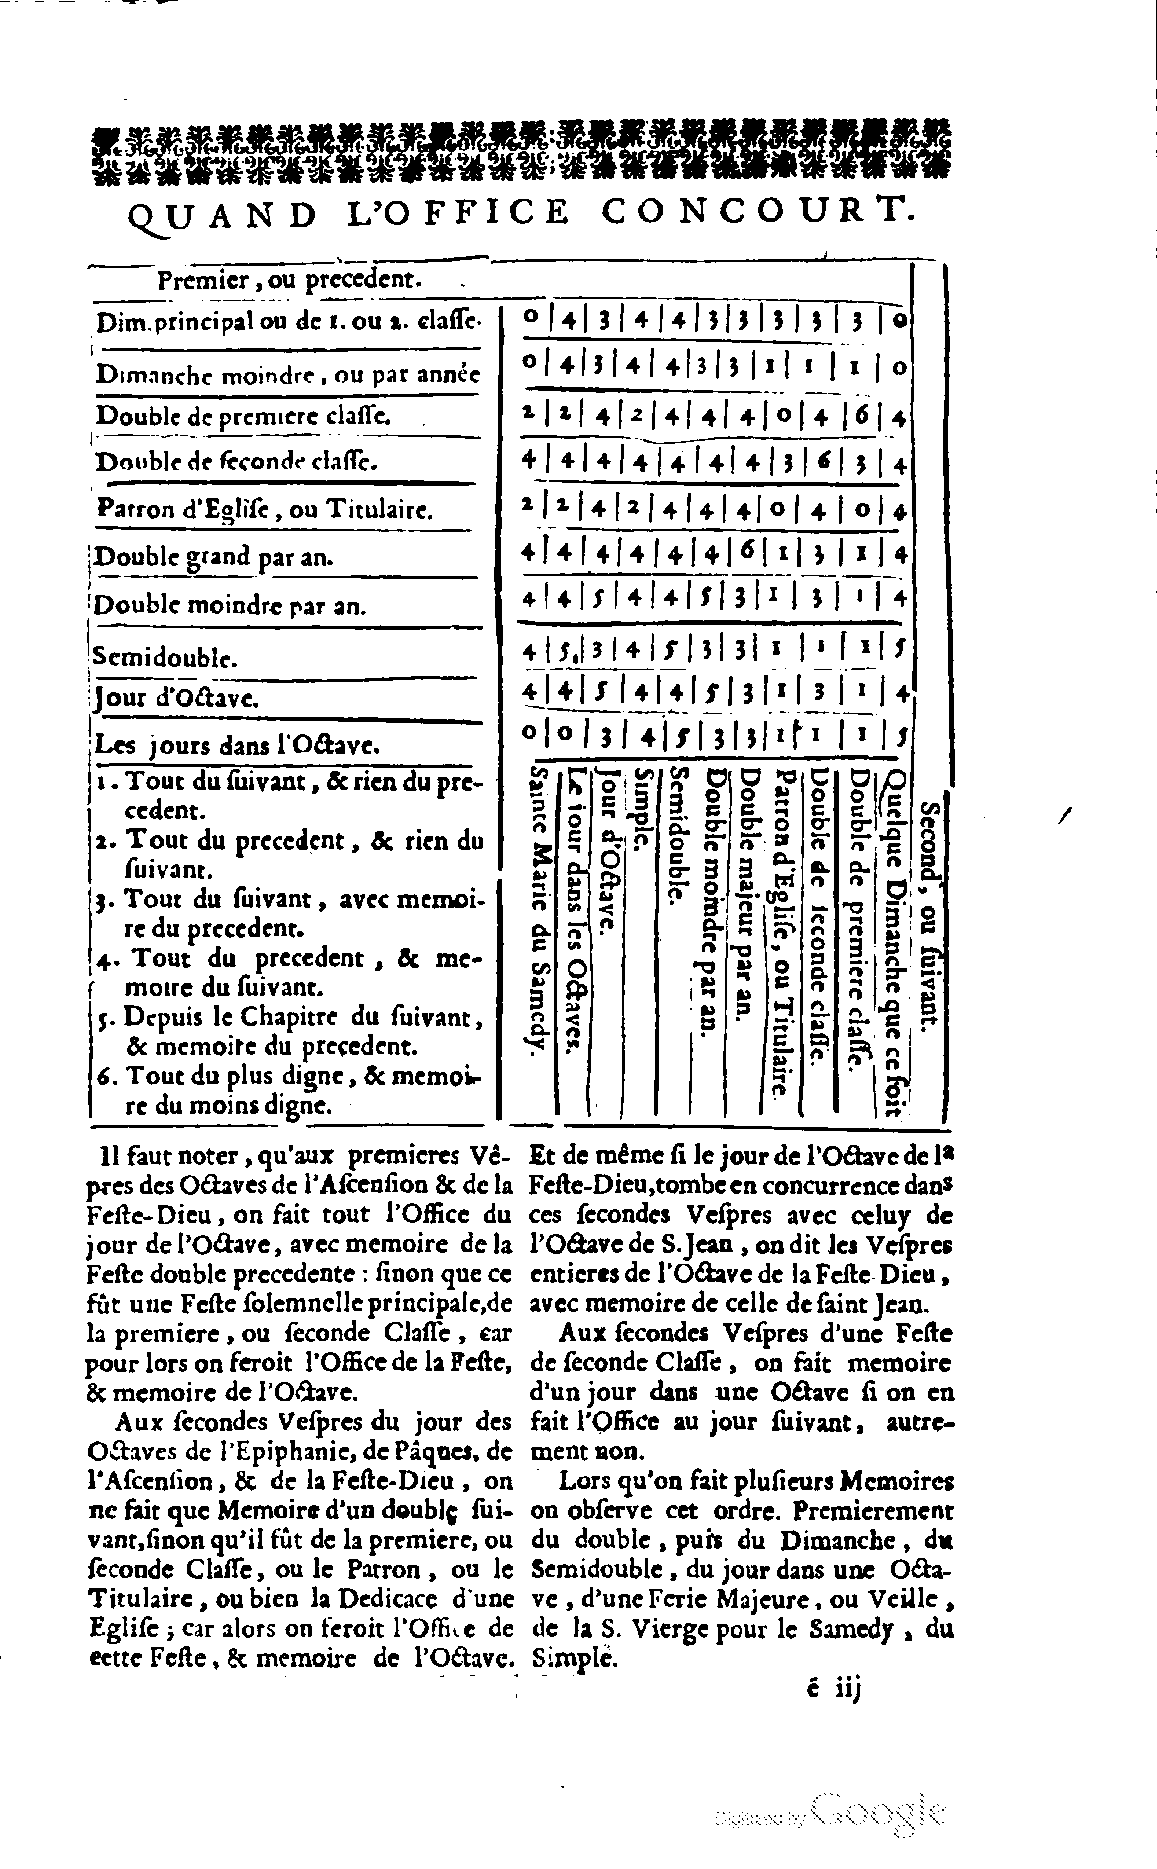 QUAND L'OFFICE CONCOURT.
Premier, ou precedent.
Dim.principal ou de 1. ou 2. classe. 0|4|3|4|4|3|3|3|3|3|0
Dimanche moindre, ou par année 0|4|3|4|4|3|3|1|1|1|0
Double de premiere classe. 2|2|4|2|4|4|4|0|4|6|4
Double de seconde classe. 4|4|4|4|4|4|4|3|6|3|4
Patron d'Eglise, ou Titulaire. 2|2|4|2|4|4|4|0|4|0|4
Double grand par an. 4|4|4|4|4|4|6|1|3|1|4
Double moindre par an. 4|4|5|4|4|5|3|1|3|1|4
Semidouble. 4|5|3|4|5|3|3|1|1|1|5
Jour d'Octave. 4|4|5|4|4|5|3|1|3|1|4
Les jours dans l'Octave. 0|0|3|4|5|3|3|1|1|1|5
1. Tout du ſuivant, & rien du pre-
cedent.
2. Tout du precedent, & rien du
ſuivant.
3. Tout du ſuivant, avec memoi-
re du precedent.
4. Tout du precedent, & me-
moire du ſuivant.
5. Depuis le Chapitre du ſuivant,
& memoire du precedent.
6. Tout du plus digne, & memoi-
re du moins digne.
Sainte Marie du Samedy.
Le jour dans les Octaves.
Jour d'Octave.
Simple.
Semidouble.
Double moindre par an.
Double majeur par an.
Patron d'Egliſe, ou Titulaire.
Double de ſeconde claſſe.
Double de premiere claſſe.
Quelque Dimanche que ce ſoit
Second, ou ſuivant.
Il faut noter, qu'aux premieres Vê-
pres des Octaves de l'Aſcenſion & de la
Feſte-Dieu, on fait tout l'Office du
jour de l'Octave, avec memoire de la
Feſte double precedente : ſinon que ce
fût une Feſte ſolemnelle principale, de
la premiere, ou ſeconde Claſſe, car
pour lors on feroit l'Office de la Feſte,
& memoire de l'Octave.
Aux ſecondes Veſpres du jour des
Octaves de l'Epiphanie, de Pâques, de
l'Aſcenſion, & de la Feſte-Dieu, on
ne fait que Memoire d'un double ſui-
vant, ſinon qu'il fût de la premiere, ou
ſeconde Claſſe, ou le Patron, ou le
Titulaire, ou bien la Dedicace d'une
Egliſe ; car alors on feroit l'Office de
cette Feſte, & memoire de l'Octave.
Et de même ſi le jour de l'Octave de la
Feſte-Dieu, tombe en concurrence dans
ces ſecondes Veſpres avec celuy de
l'Octave de S. Jean, on dit les Veſpres
entieres de l'Octave de la Feſte-Dieu,
avec memoire de celle de ſaint Jean.
Aux ſecondes Veſpres d'une Feſte
de ſeconde Claſſe, on fait memoire
d'un jour dans une Octave ſi on en
fait l'Office au jour ſuivant, autre-
ment non.
Lors qu'on fait pluſieurs Memoires
on obſerve cet ordre. Premierement
du double, puis du Dimanche, du
Semidouble, du jour dans une Octa-
ve, d'une Ferie Majeure, ou Veille,
de la S. Vierge pour le Samedy, du
Simple.
é iij
Digitized by Google